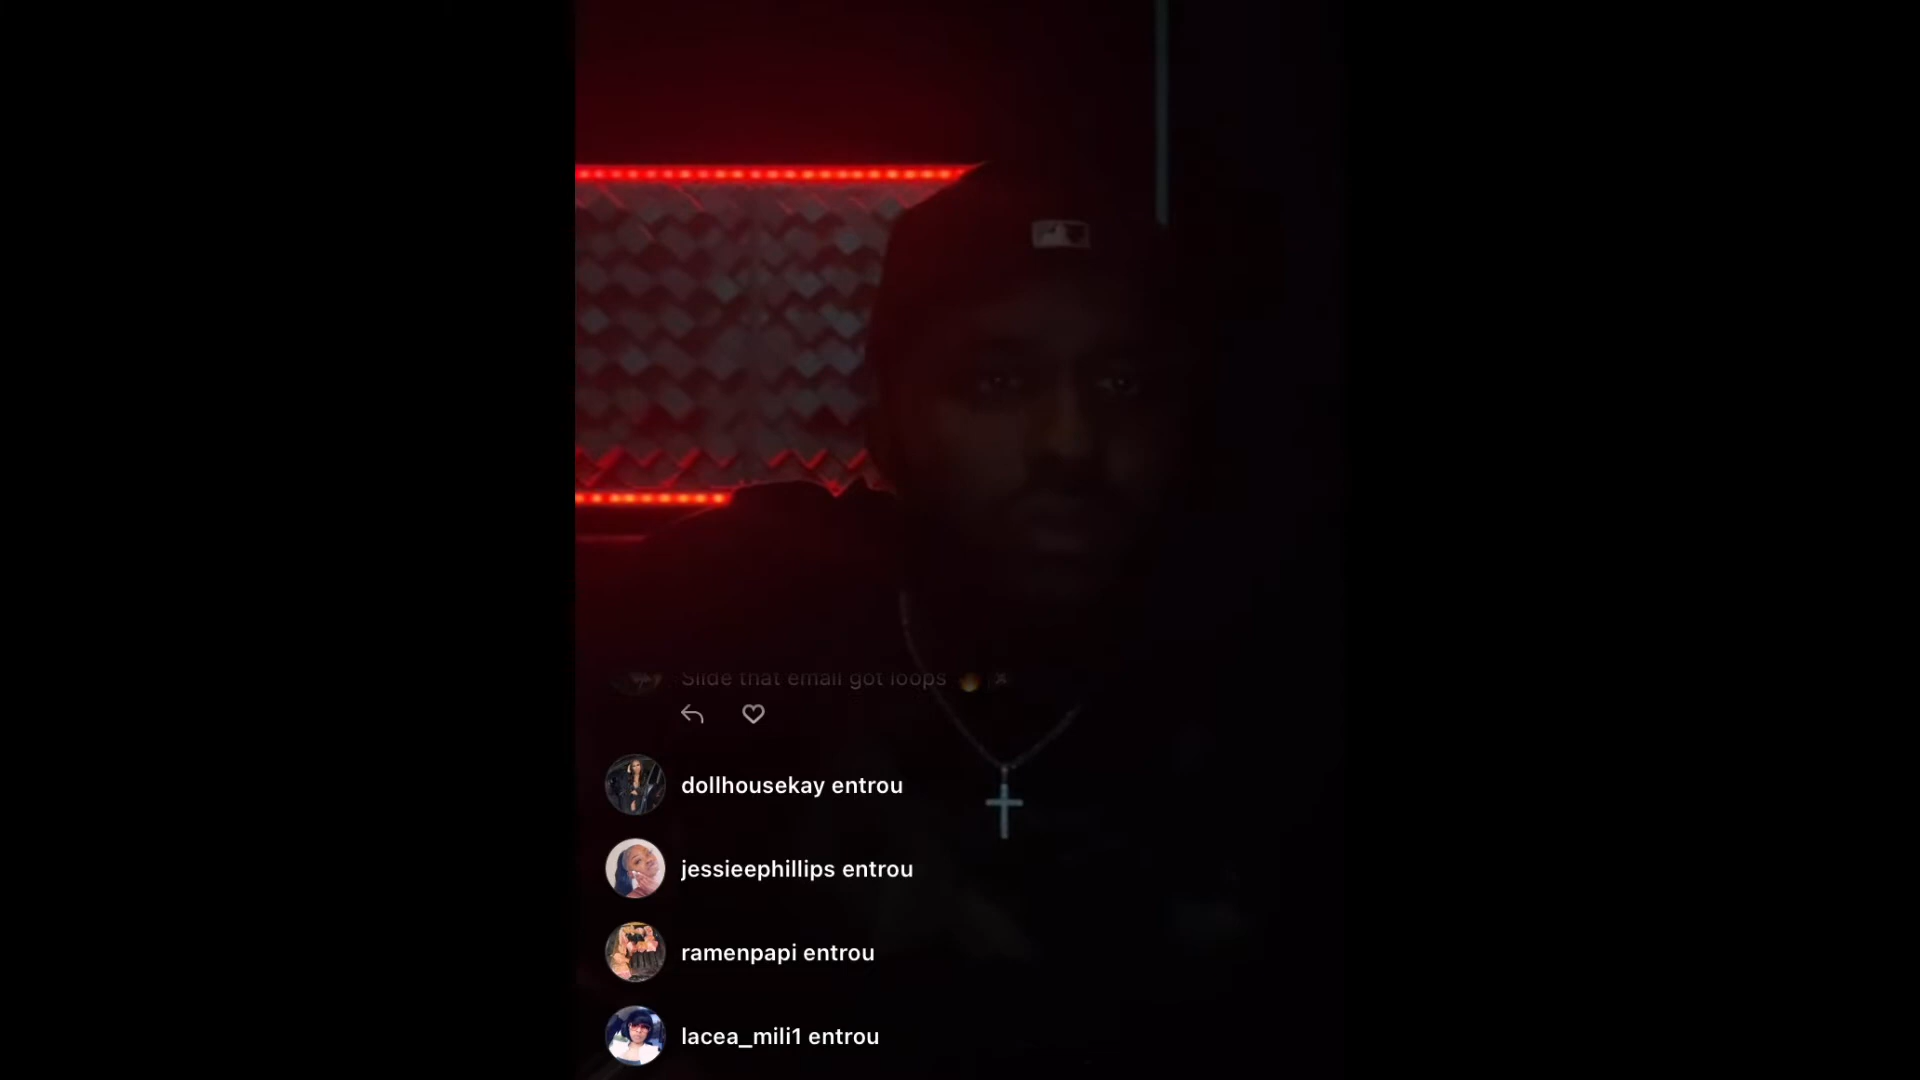 Slide that email got loops 🔥
dollhousekay entrou
jessieephillips entrou
ramenpapi entrou
lacea_mili1 entrou